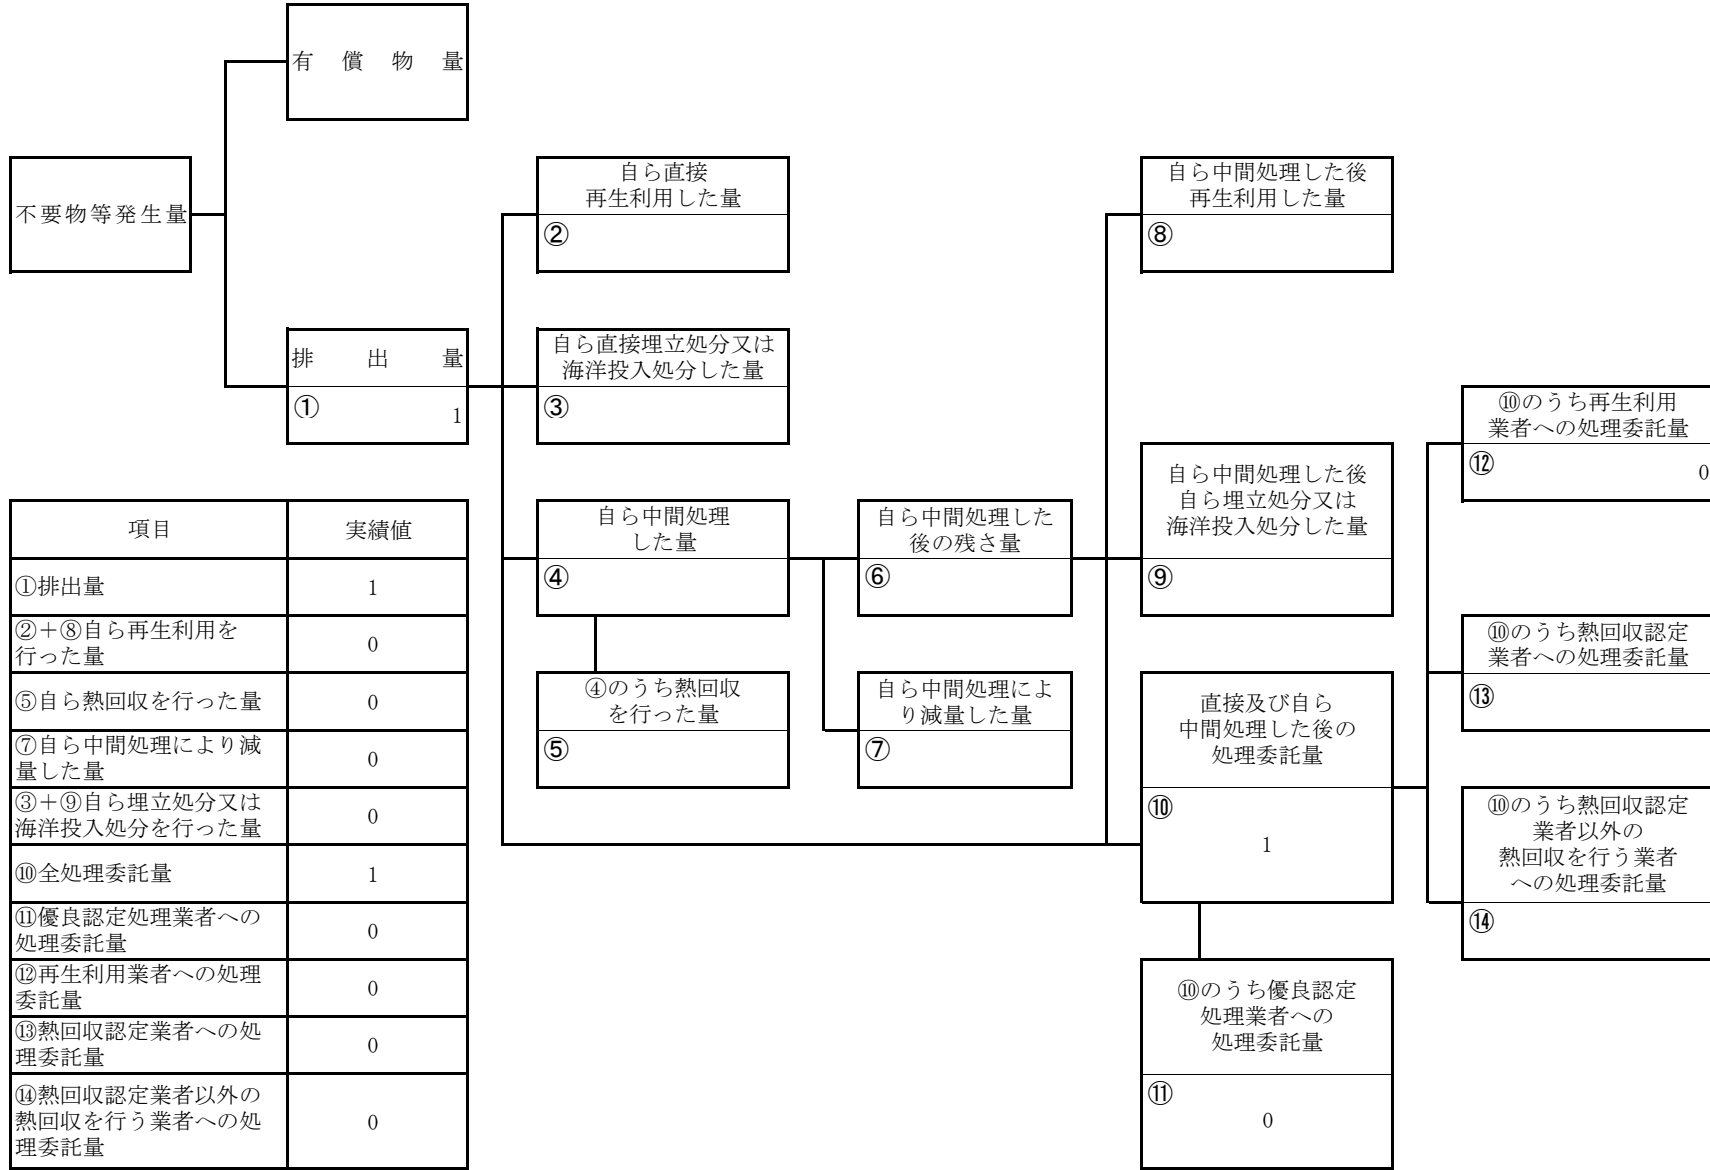 有償物量
不要物等発生量
排出量
①
1
自ら直接
再生利用した量
②
自ら直接埋立処分又は
海洋投入処分した量
③
自ら中間処理
した量
④
④のうち熱回収
を行った量
⑤
自ら中間処理した
後の残さ量
⑥
自ら中間処理によ
り減量した量
⑦
自ら中間処理した後
再生利用した量
⑧
自ら中間処理した後
自ら埋立処分又は
海洋投入処分した量
⑨
直接及び自ら
中間処理した後の
処理委託量
⑩
1
⑩のうち優良認定
処理業者への
処理委託量
⑪
0
⑩のうち再生利用
業者への処理委託量
⑫
0
⑩のうち熱回収認定
業者への処理委託量
⑬
⑩のうち熱回収認定
業者以外の
熱回収を行う業者
への処理委託量
⑭
項目 実績値
①排出量 1
②＋⑧自ら再生利用を
行った量 0
⑤自ら熱回収を行った量 0
⑦自ら中間処理により減
量した量 0
③＋⑨自ら埋立処分又は
海洋投入処分を行った量 0
⑩全処理委託量 1
⑪優良認定処理業者への
処理委託量 0
⑫再生利用業者への処理
委託量 0
⑬熱回収認定業者への処
理委託量 0
⑭熱回収認定業者以外の
熱回収を行う業者への処
理委託量 0